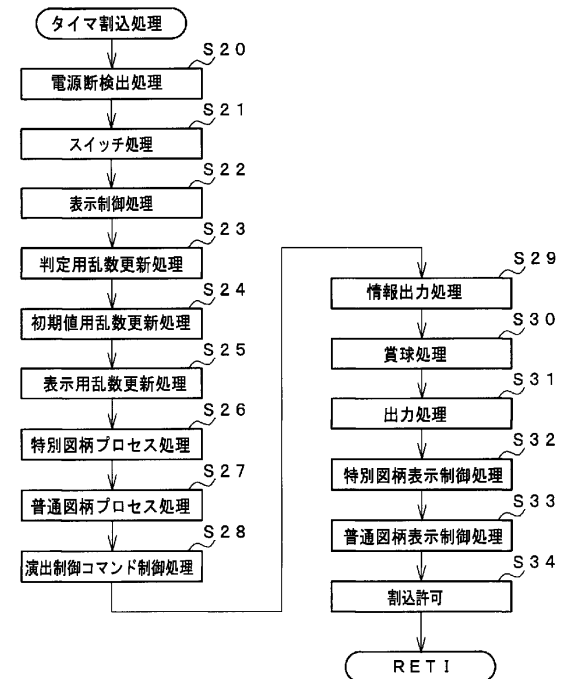 タイマ割込処理
S20
電源断検出処理
S21
スイッチ処理
S22
表示制御処理
S23
判定用乱数更新処理
S24
初期値用乱数更新処理
S25
表示用乱数更新処理
S26
特別図柄プロセス処理
S27
普通図柄プロセス処理
S28
演出制御コマンド制御処理
S29
情報出力処理
S30
賞球処理
S31
出力処理
S32
特別図柄表示制御処理
S33
普通図柄表示制御処理
S34
割込許可
RETI